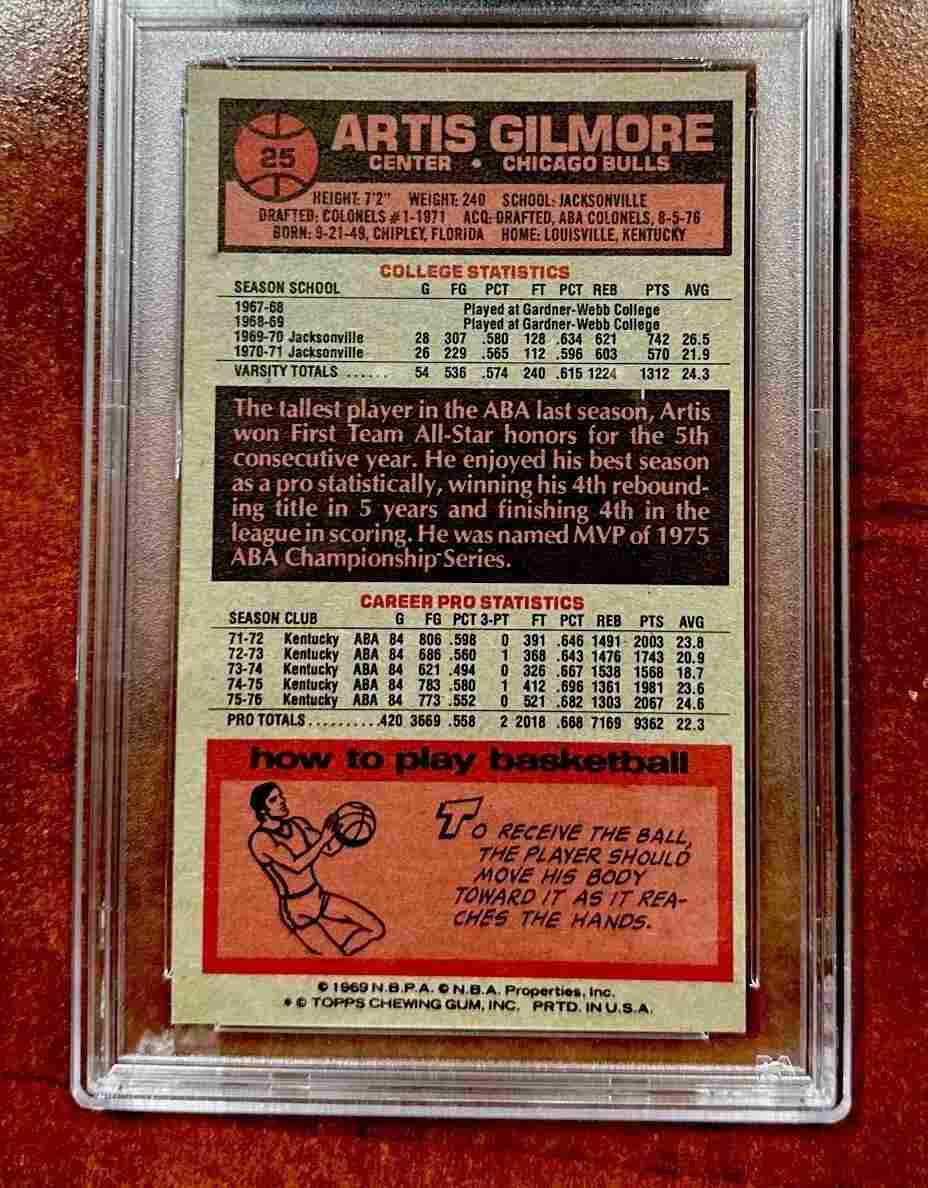 25
ARTIS GILMORE
CENTER • CHICAGO BULLS
HEIGHT: 7'2" WEIGHT: 240 SCHOOL: JACKSONVILLE
DRAFTED: COLONELS #1-1971 ACQ: DRAFTED, ABA COLONELS, 8-5-76
BORN: 9-21-49, CHIPLEY, FLORIDA HOME: LOUISVILLE, KENTUCKY
COLLEGE STATISTICS
SEASON SCHOOL G FG PCT FT PCT REB PTS AVG
1967-68 Played at Gardner-Webb College
1968-69 Played at Gardner-Webb College
1969-70 Jacksonville 28 307 .580 128 .634 621 742 26.5
1970-71 Jacksonville 26 229 .565 112 .596 603 570 21.9
VARSITY TOTALS ...... 54 536 .574 240 .615 1224 1312 24.3
The tallest player in the ABA last season, Artis
won First Team All-Star honors for the 5th
consecutive year. He enjoyed his best season
as a pro statistically, winning his 4th rebound-
ing title in 5 years and finishing 4th in the
league in scoring. He was named MVP of 1975
ABA Championship Series.
CAREER PRO STATISTICS
SEASON CLUB G FG PCT 3-PT FT PCT REB PTS AVG
71-72 Kentucky ABA 84 806 .598 0 391 .646 1491 2003 23.8
72-73 Kentucky ABA 84 686 .560 1 368 .643 1476 1743 20.9
73-74 Kentucky ABA 84 621 .494 0 326 .667 1538 1568 18.7
74-75 Kentucky ABA 84 783 .580 1 412 .696 1361 1981 23.6
75-76 Kentucky ABA 84 773 .552 0 521 .682 1303 2067 24.6
PRO TOTALS.......... 420 3669 .558 2 2018 .668 7169 9362 22.3
how to play basketball
TO RECEIVE THE BALL,
THE PLAYER SHOULD
MOVE HIS BODY
TOWARD IT AS IT REA-
CHES THE HANDS.
© 1969 N.B.P.A. © N.B.A. Properties, Inc.
* © TOPPS CHEWING GUM, INC. PRTD. IN U.S.A.